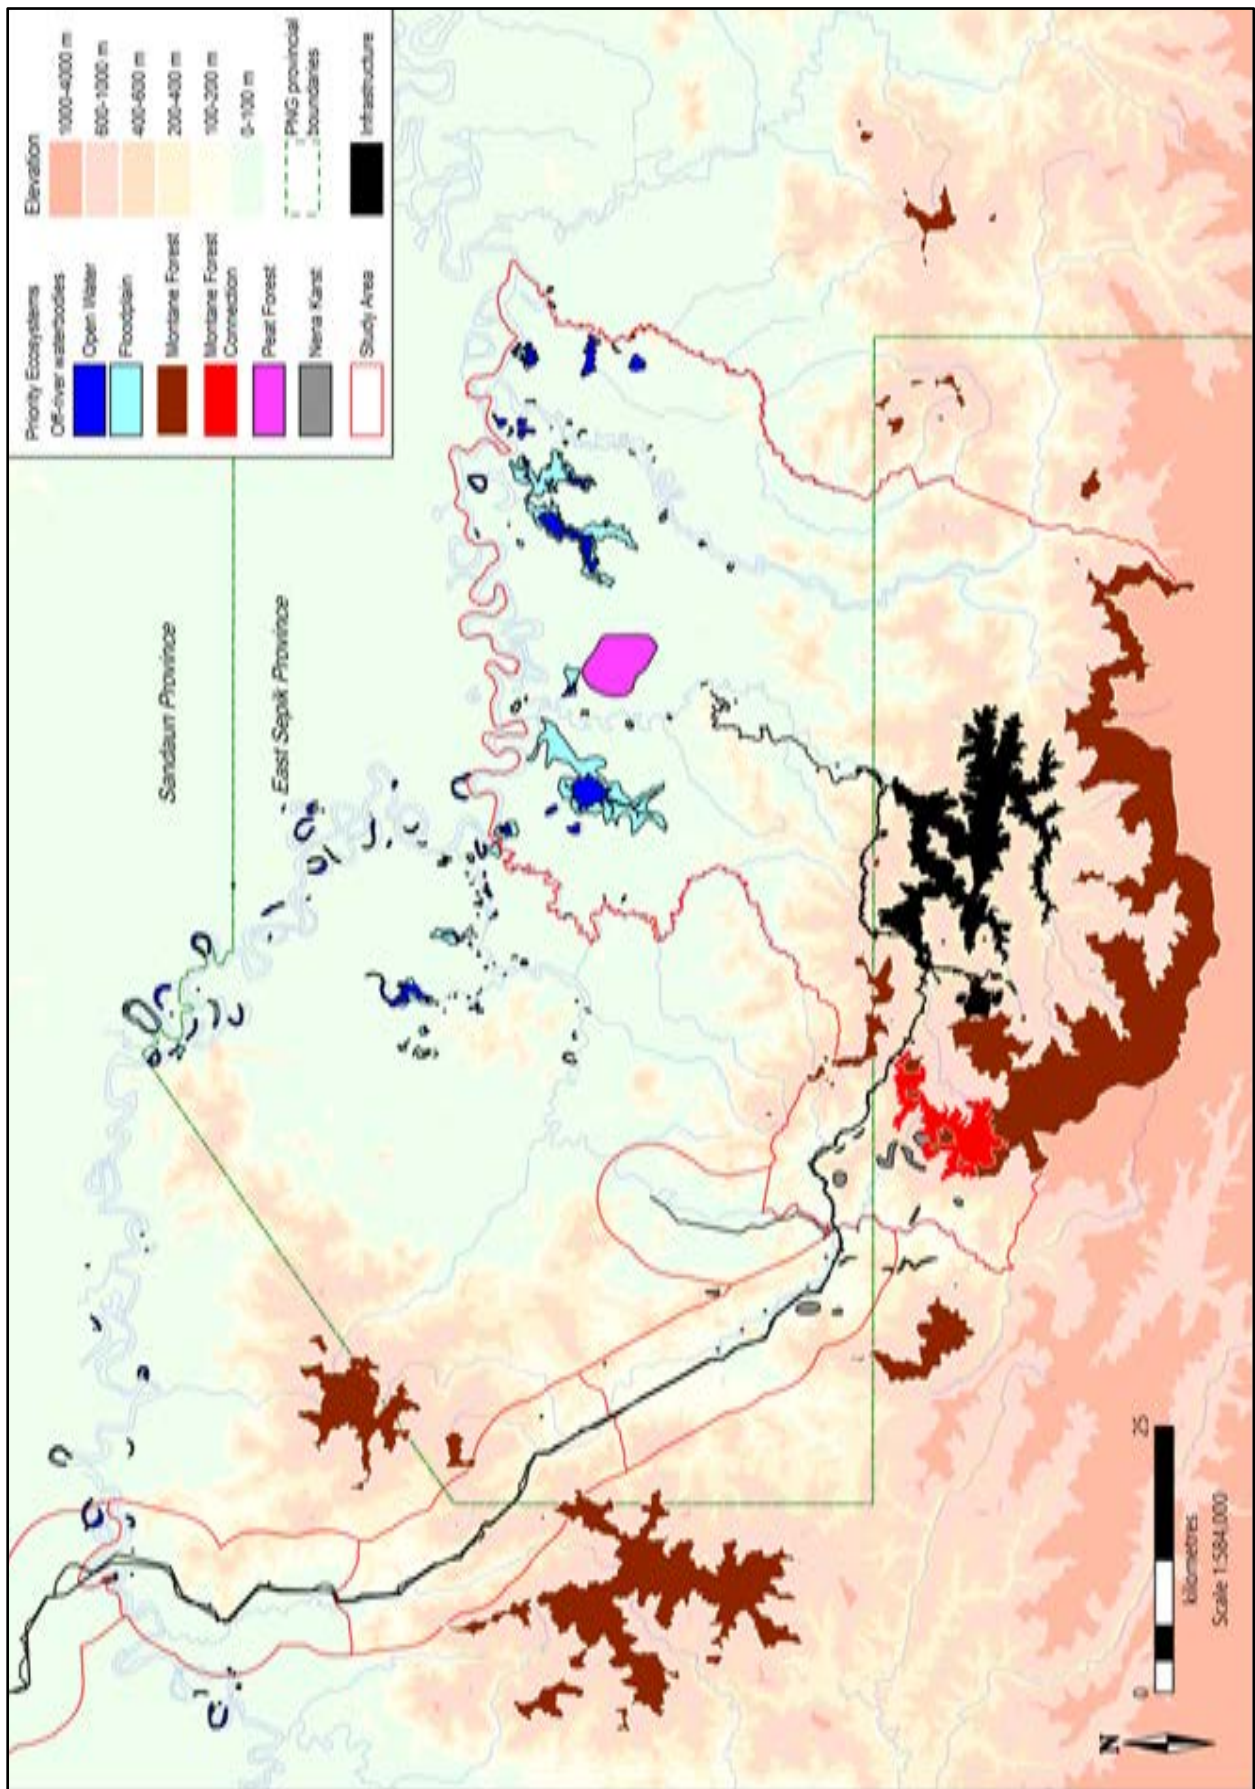 Priority Ecosystems
Off-river waterbodies
Open Water
Floodplain
Montane Forest
Montane Forest
Connection
Peat Forest
Nena Karst
Study Area
Elevation
1000-4000 m
600-1000 m
400-600 m
200-400 m
100-200 m
0-100 m
PNG provincial
boundaries
Infrastructure
Sandaun Province
East Sepik Province
N
0
25
kilometres
Scale 1:584,000